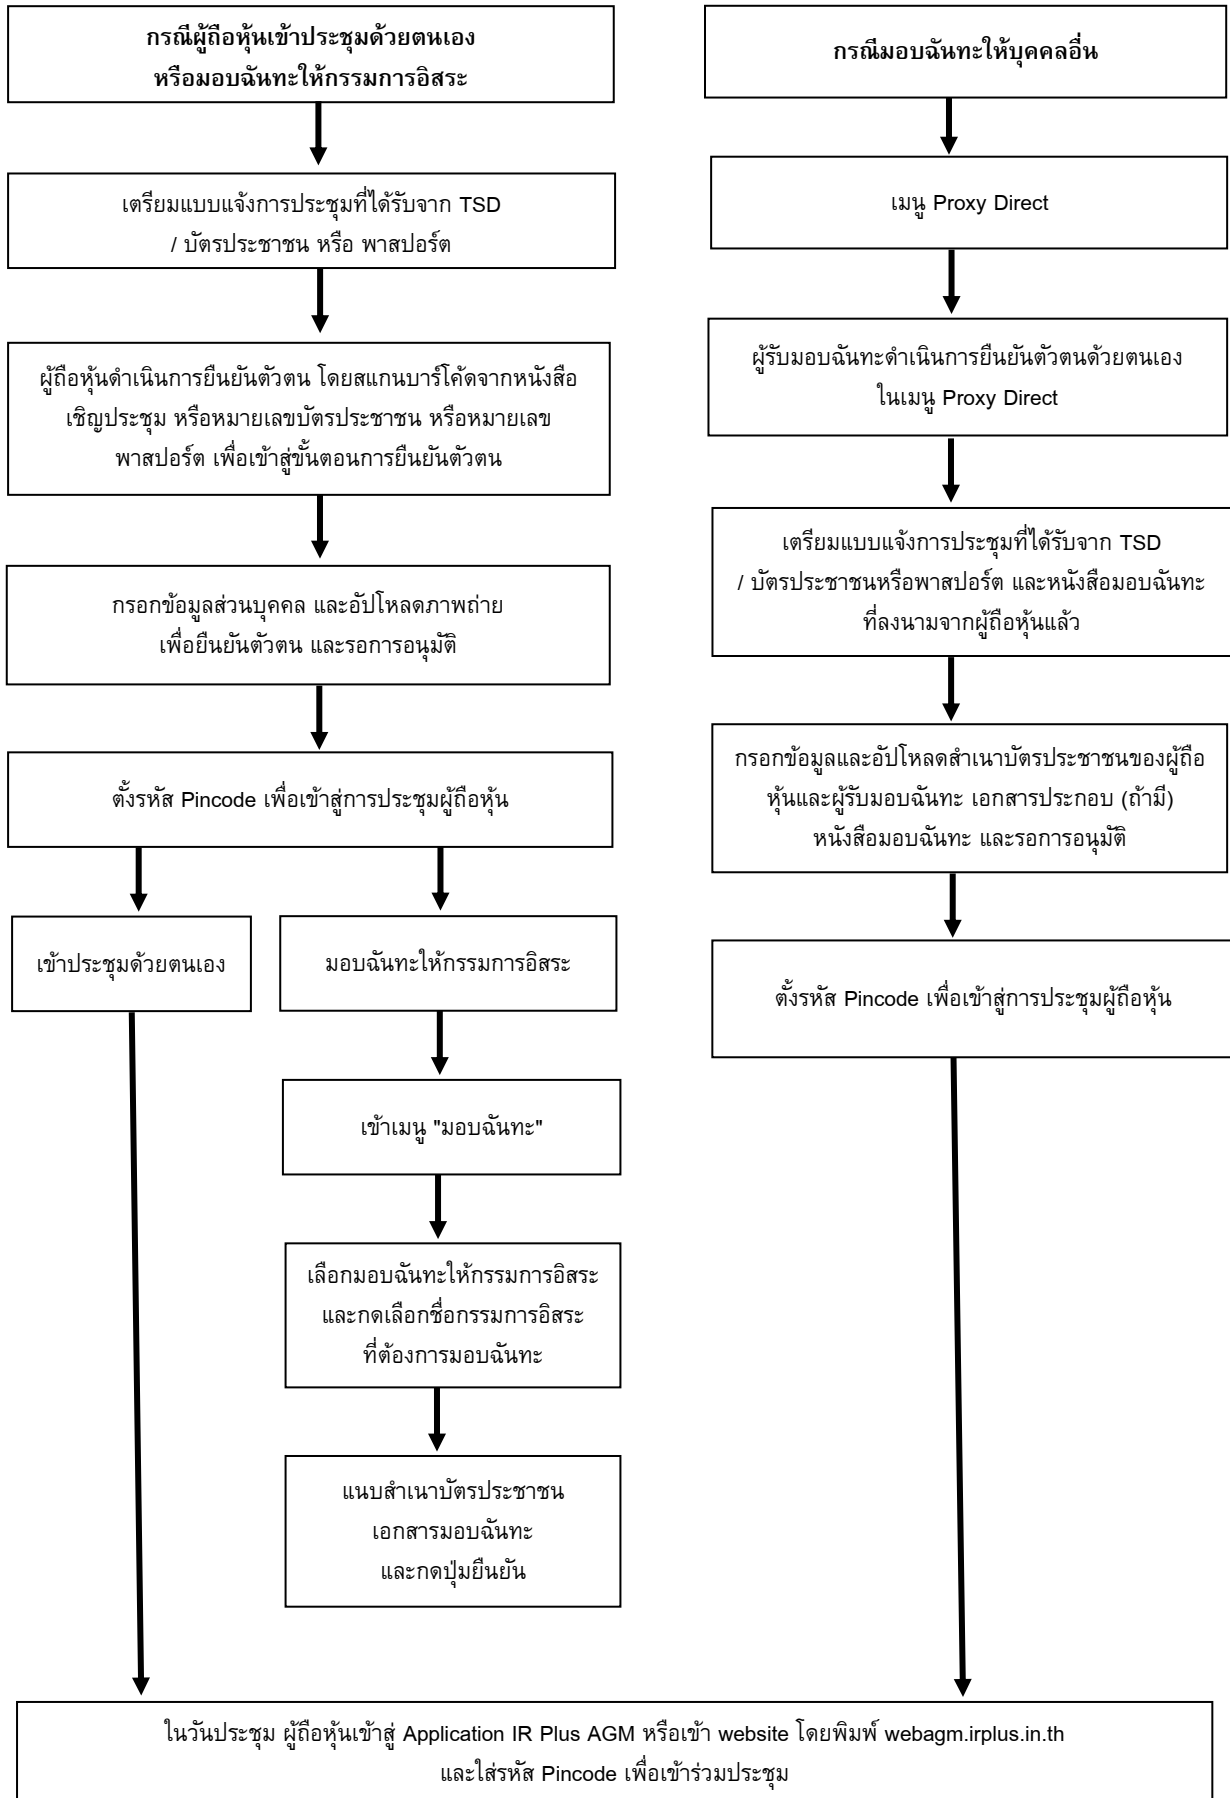 กรณีผู้ถือหุ้นเข้าประชุมด้วยตนเอง
หรือมอบฉันทะให้กรรมการอิสระ
เตรียมแบบแจ้งการประชุมที่ได้รับจาก TSD
/ บัตรประชาชน หรือ พาสปอร์ต
ผู้ถือหุ้นดำเนินการยืนยันตัวตน โดยสแกนบาร์โค้ดจากหนังสือ
เชิญประชุม หรือหมายเลขบัตรประชาชน หรือหมายเลข
พาสปอร์ต เพื่อเข้าสู่ขั้นตอนการยืนยันตัวตน
กรอกข้อมูลส่วนบุคคล และอัปโหลดภาพถ่าย
เพื่อยืนยันตัวตน และรอการอนุมัติ
ตั้งรหัส Pincode เพื่อเข้าสู่การประชุมผู้ถือหุ้น
เข้าประชุมด้วยตนเอง
มอบฉันทะให้กรรมการอิสระ
เข้าเมนู "มอบฉันทะ"
เลือกมอบฉันทะให้กรรมการอิสระ
และกดเลือกชื่อกรรมการอิสระ
ที่ต้องการมอบฉันทะ
แนบสำเนาบัตรประชาชน
เอกสารมอบฉันทะ
และกดปุ่มยืนยัน
กรณีมอบฉันทะให้บุคคลอื่น
เมนู Proxy Direct
ผู้รับมอบฉันทะดำเนินการยืนยันตัวตนด้วยตนเอง
ในเมนู Proxy Direct
เตรียมแบบแจ้งการประชุมที่ได้รับจาก TSD
/ บัตรประชาชนหรือพาสปอร์ต และหนังสือมอบฉันทะ
ที่ลงนามจากผู้ถือหุ้นแล้ว
กรอกข้อมูลและอัปโหลดสำเนาบัตรประชาชนของผู้ถือ
หุ้นและผู้รับมอบฉันทะ เอกสารประกอบ (ถ้ามี)
หนังสือมอบฉันทะ และรอการอนุมัติ
ตั้งรหัส Pincode เพื่อเข้าสู่การประชุมผู้ถือหุ้น
ในวันประชุม ผู้ถือหุ้นเข้าสู่ Application IR Plus AGM หรือเข้า website โดยพิมพ์ webagm.irplus.in.th
และใส่รหัส Pincode เพื่อเข้าร่วมประชุม